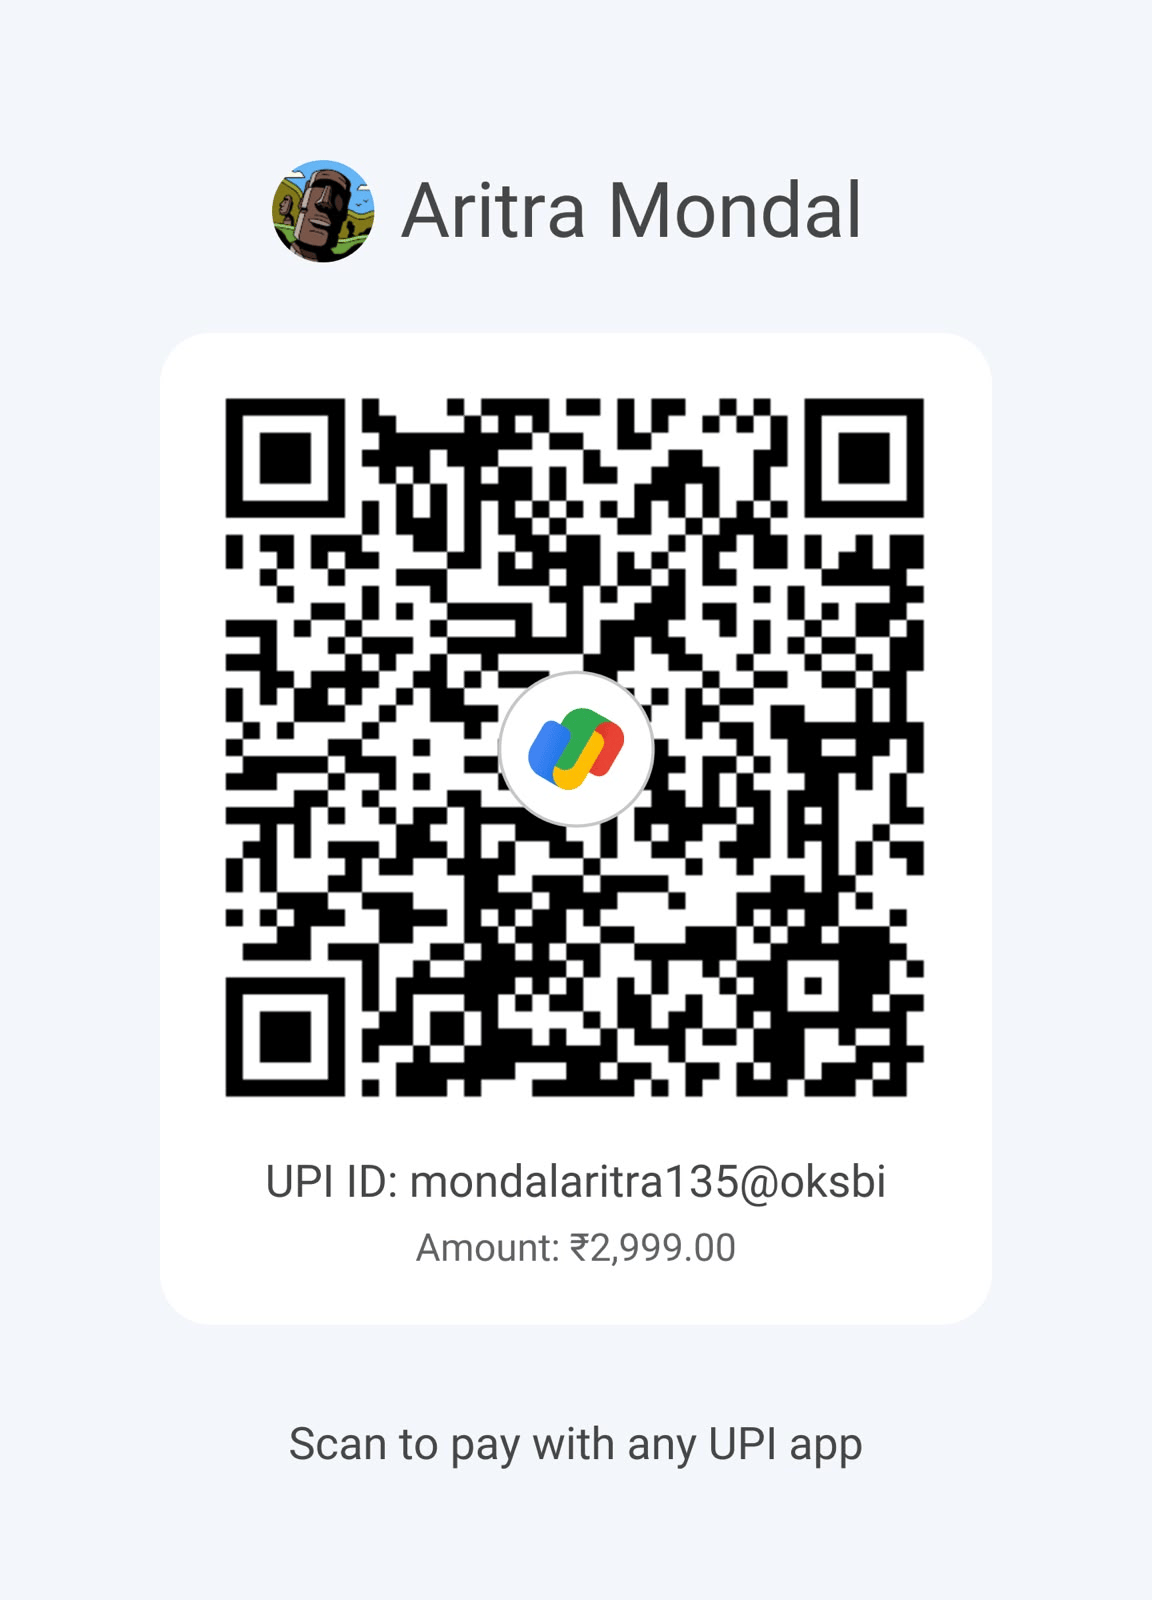 Aritra Mondal
UPI ID: mondalaritra135@oksbi
Amount: ₹2,999.00
Scan to pay with any UPI app